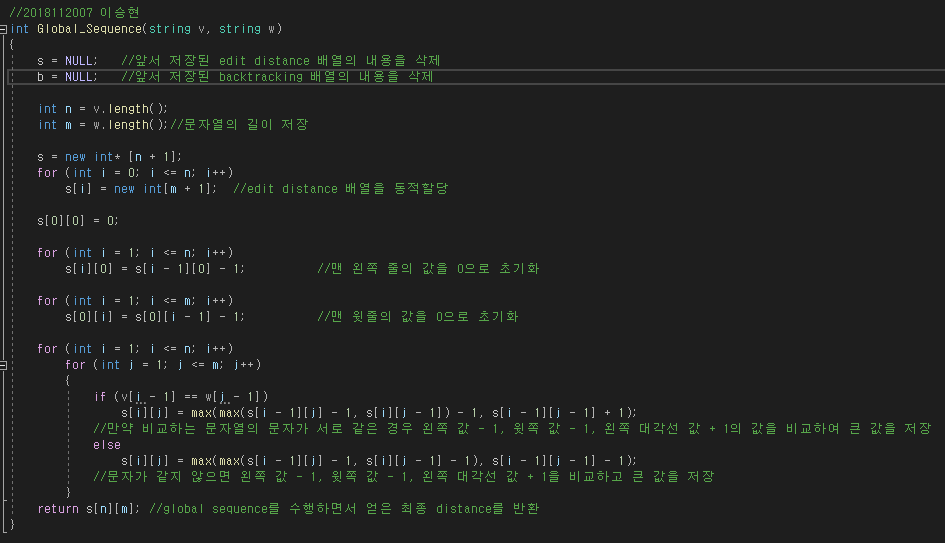 //2018112007 이승현
int Global_Sequence(string v, string w)
{
s = NULL; //앞서 저장된 edit distance 배열의 내용을 삭제
b = NULL; //앞서 저장된 backtracking 배열의 내용을 삭제
int n = v.length();
int m = w.length();//문자열의 길이 저장
s = new int* [n + 1];
for (int i = 0; i <= n; i++)
s[i] = new int[m + 1]; //edit distance 배열을 동적할당
s[0][0] = 0;
for (int i = 1; i <= n; i++)
s[i][0] = s[i - 1][0] - 1; //맨 왼쪽 줄의 값을 0으로 초기화
for (int i = 1; i <= m; i++)
s[0][i] = s[0][i - 1] - 1; //맨 윗줄의 값을 0으로 초기화
for (int i = 1; i <= n; i++)
for (int j = 1; j <= m; j++)
{
if (v[i - 1] == w[j - 1])
s[i][j] = max(max(s[i - 1][j] - 1, s[i][j - 1]) - 1, s[i - 1][j - 1] + 1);
//만약 비교하는 문자열의 문자가 서로 같은 경우 왼쪽 값 - 1, 윗쪽 값 - 1, 왼쪽 대각선 값 + 1의 값을 비교하여 큰 값을 저장
else
s[i][j] = max(max(s[i - 1][j] - 1, s[i][j - 1] - 1), s[i - 1][j - 1] - 1);
//문자가 같지 않으면 왼쪽 값 - 1, 윗쪽 값 - 1, 왼쪽 대각선 값 + 1을 비교하고 큰 값을 저장
}
return s[n][m]; //global sequence를 수행하면서 얻은 최종 distance를 반환
}